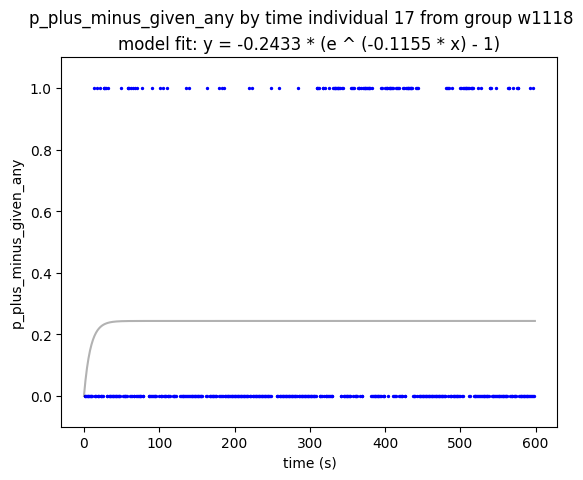 p_plus_minus_given_any by time individual 17 from group w1118
model fit: y = -0.2433 * (e ^ (-0.1155 * x) - 1)
1.0
0.8
0.6
0.4
0.2
0.0
p_plus_minus_given_any
0 100 200 300 400 500 600
time (s)